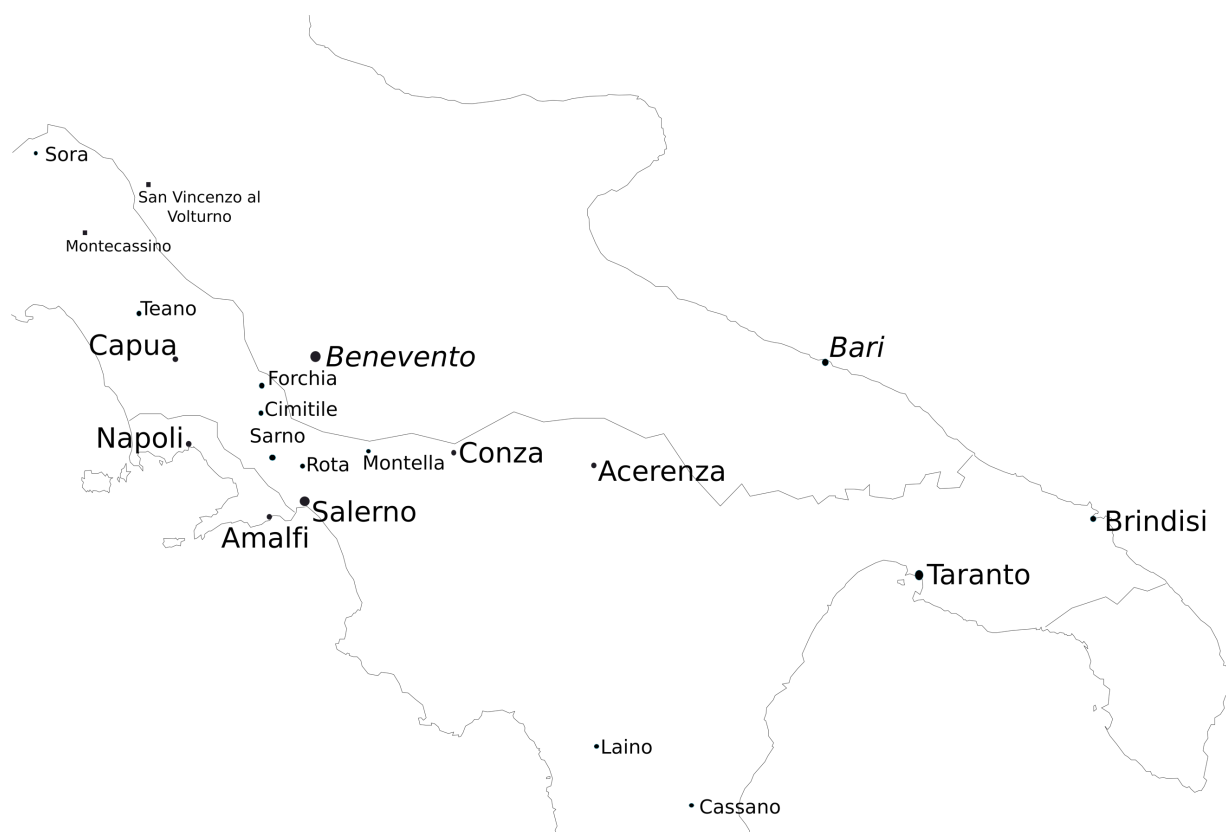 Sora
San Vincenzo al
Volturno
Montecassino
Teano
Capua
Bari
Benevento
Forchia
Cimitile
Sarno
Napoli
Rota
Montella
Conza
Acerenza
Salerno
Amalfi
Brindisi
Taranto
Laino
Cassano